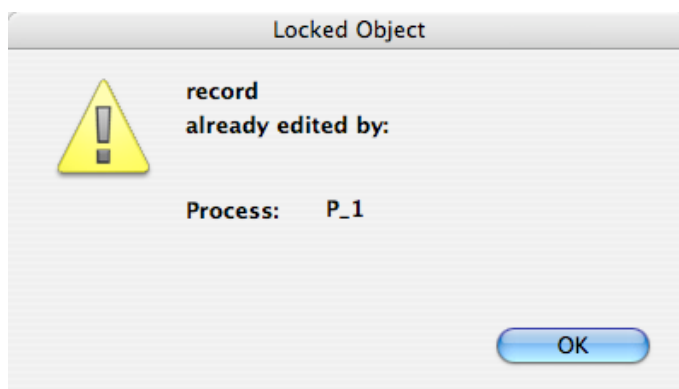 Locked Object
record
already edited by:
Process: P_1
OK